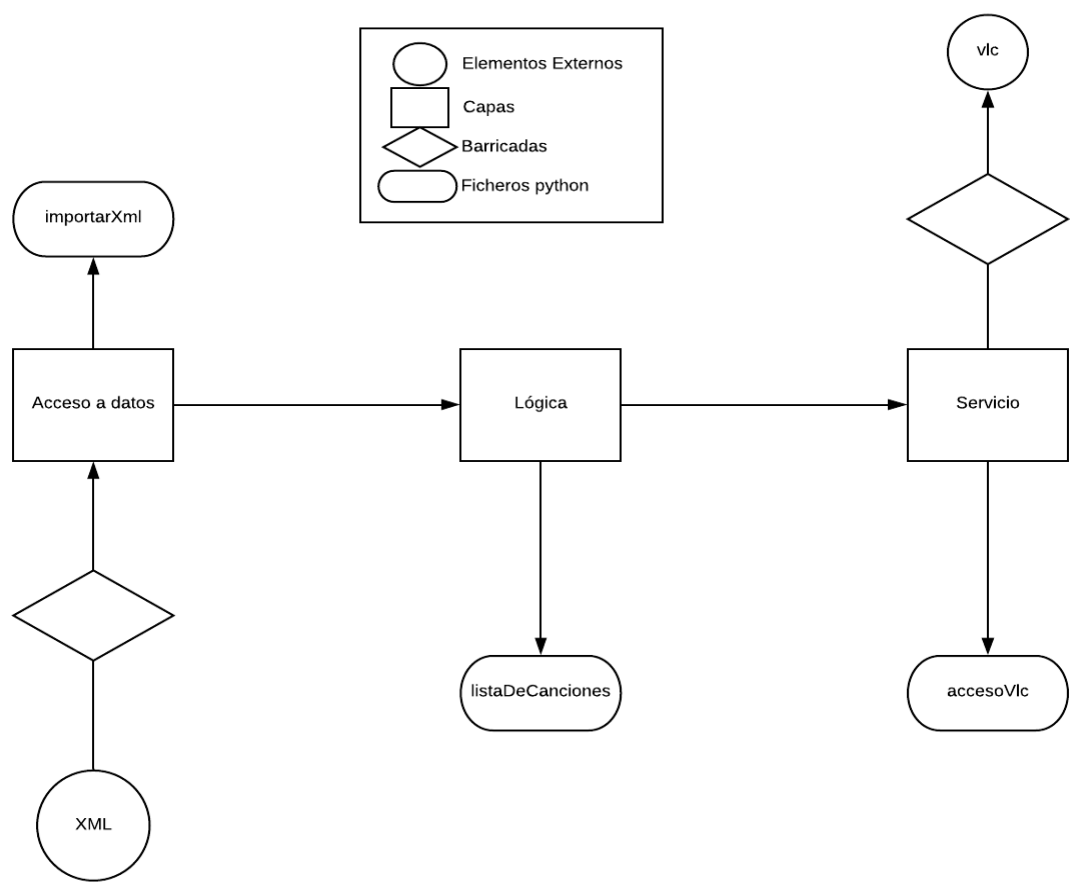 vlc
Elementos Externos
Capas
Barricadas
Ficheros python
importarXml
Acceso a datos
Lógica
Servicio
listaDeCanciones
accesoVlc
XML